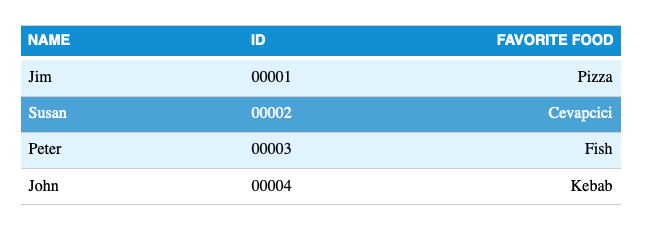 NAME ID FAVORITE FOOD
Jim 00001 Pizza
Susan 00002 Cevapcici
Peter 00003 Fish
John 00004 Kebab